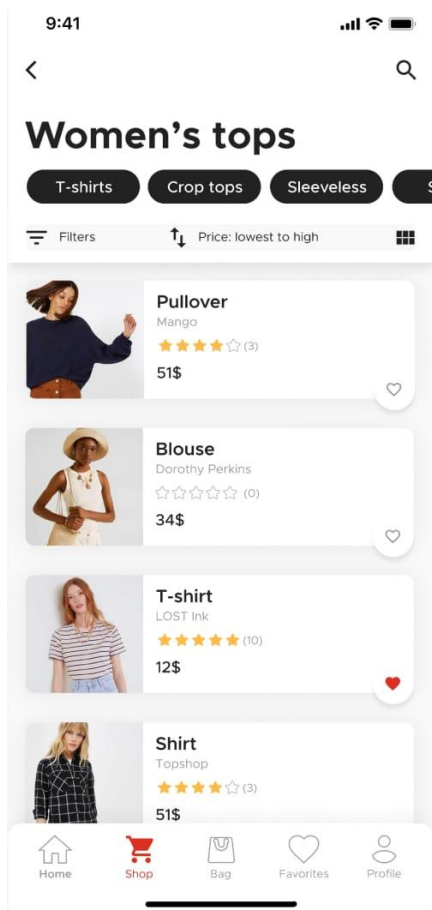 9:41
Women's tops
T-shirts Crop tops Sleeveless
Filters Price: lowest to high
Pullover
Mango
(3)
51$
Blouse
Dorothy Perkins
(0)
34$
T-shirt
LOST Ink
(10)
12$
Shirt
Topshop
(3)
51$
Home Shop Bag Favorites Profile